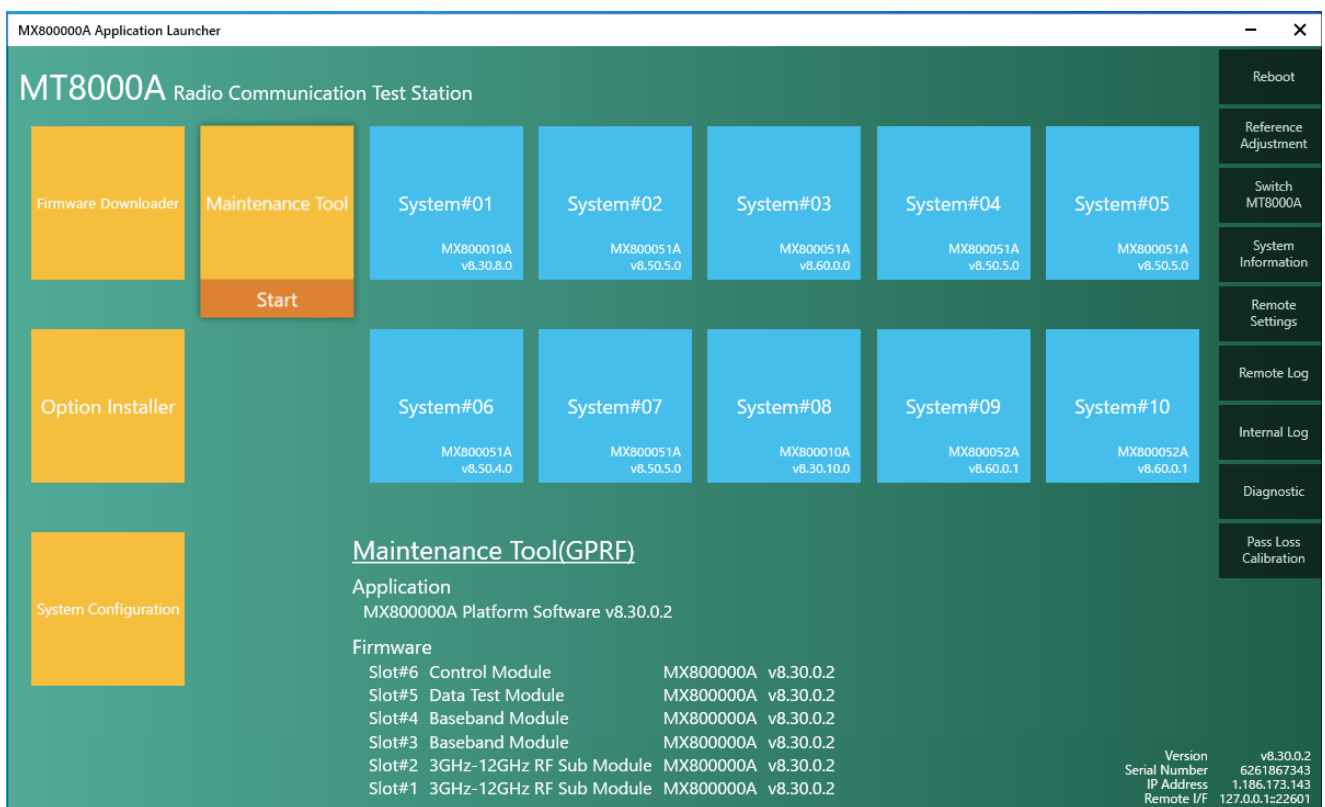 MX800000A Application Launcher
MT8000A Radio Communication Test Station
Firmware Downloader
Maintenance Tool
Start
System#01
MX800010A
v8.30.8.0
System#02
MX800051A
v8.50.5.0
System#03
MX800051A
v8.60.0.0
System#04
MX800051A
v8.50.5.0
System#05
MX800051A
v8.50.5.0
Option Installer
System#06
MX800051A
v8.50.4.0
System#07
MX800051A
v8.50.5.0
System#08
MX800010A
v8.30.10.0
System#09
MX800052A
v8.60.0.1
System#10
MX800052A
v8.60.0.1
System Configuration
Maintenance Tool(GPRF)
Application
MX800000A Platform Software v8.30.0.2
Firmware
Slot#6 Control Module MX800000A v8.30.0.2
Slot#5 Data Test Module MX800000A v8.30.0.2
Slot#4 Baseband Module MX800000A v8.30.0.2
Slot#3 Baseband Module MX800000A v8.30.0.2
Slot#2 3GHz-12GHz RF Sub Module MX800000A v8.30.0.2
Slot#1 3GHz-12GHz RF Sub Module MX800000A v8.30.0.2
Reboot
Reference
Adjustment
Switch
MT8000A
System
Information
Remote
Settings
Remote Log
Internal Log
Diagnostic
Pass Loss
Calibration
Version v8.30.0.2
Serial Number 6261867343
IP Address 1.186.173.143
Remote I/F 127.0.0.1::22601